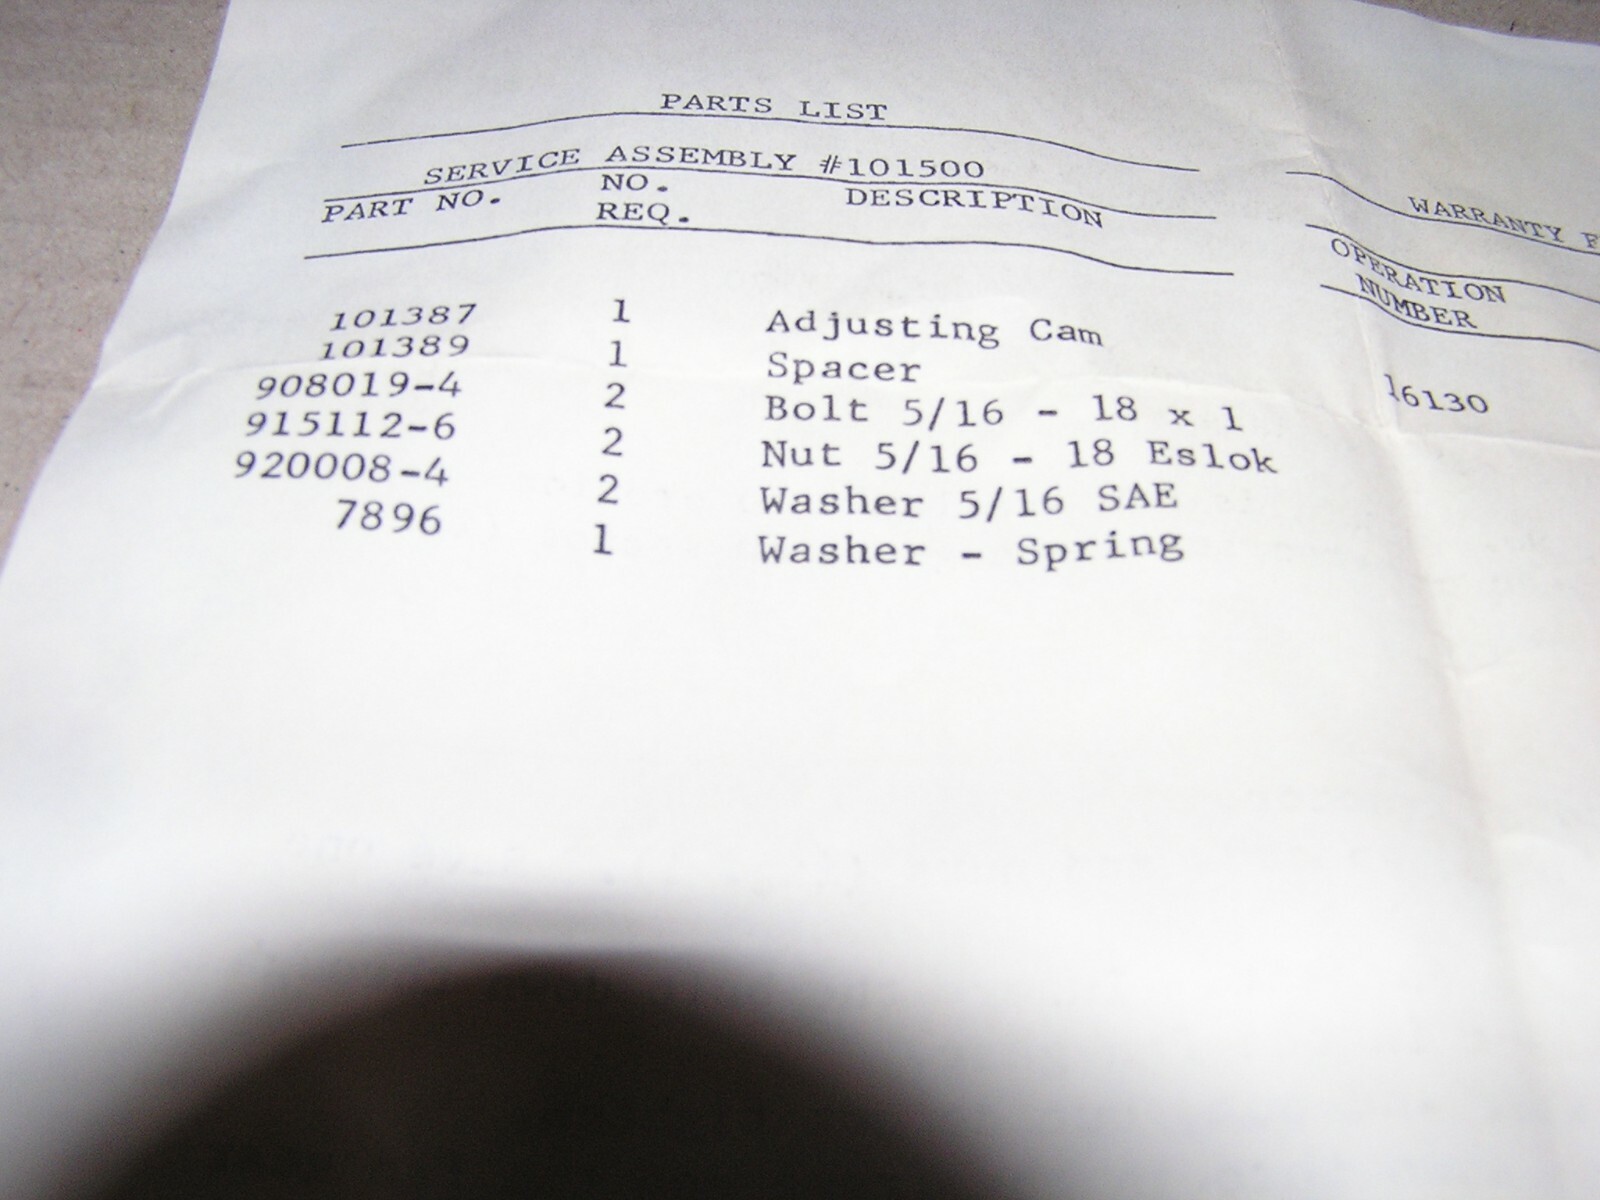 PARTS LIST
SERVICE ASSEMBLY #101500
PART NO. NO. REQ. DESCRIPTION
101387 1 Adjusting Cam
101389 1 Spacer
908019-4 2 Bolt 5/16 - 18 x 1
915112-6 2 Nut 5/16 - 18 Eslok
920008-4 2 Washer 5/16 SAE
7896 1 Washer - Spring
WARRANTY F
OPERATION
NUMBER
16130